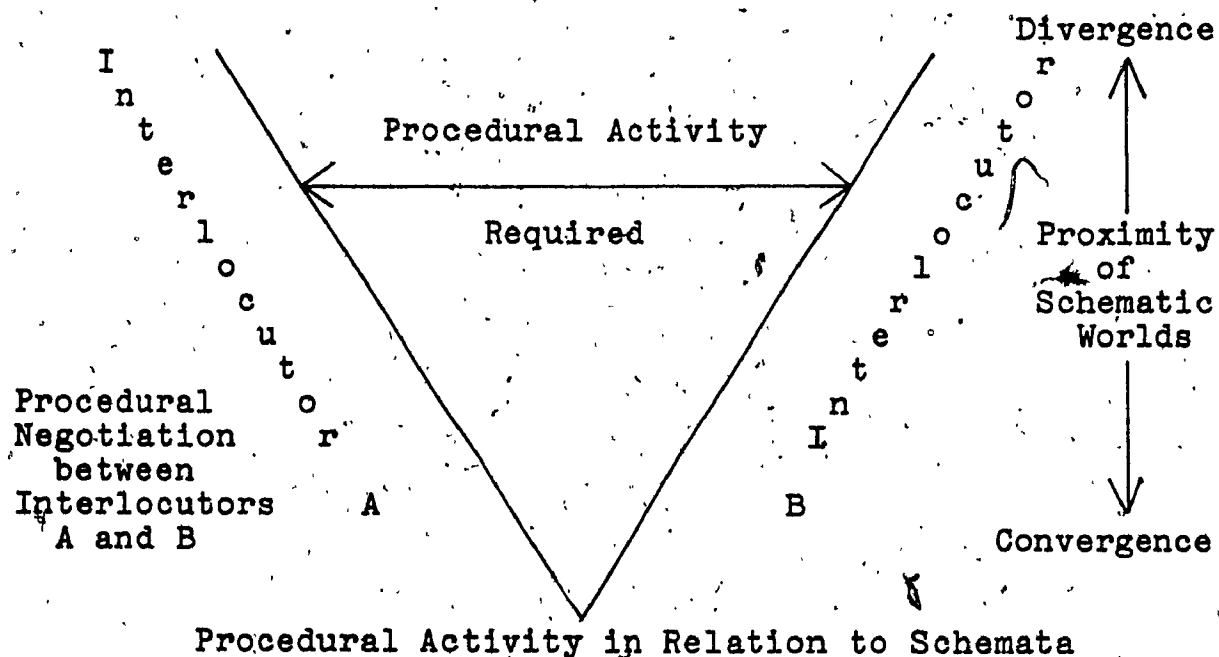 Divergence
Interlocutor A
Procedural Activity
Required
Interlocutor B
Proximity
of
Schematic
Worlds
Procedural
Negotiation
between
Interlocutors
A and B
Convergence
Procedural Activity in Relation to Schemata